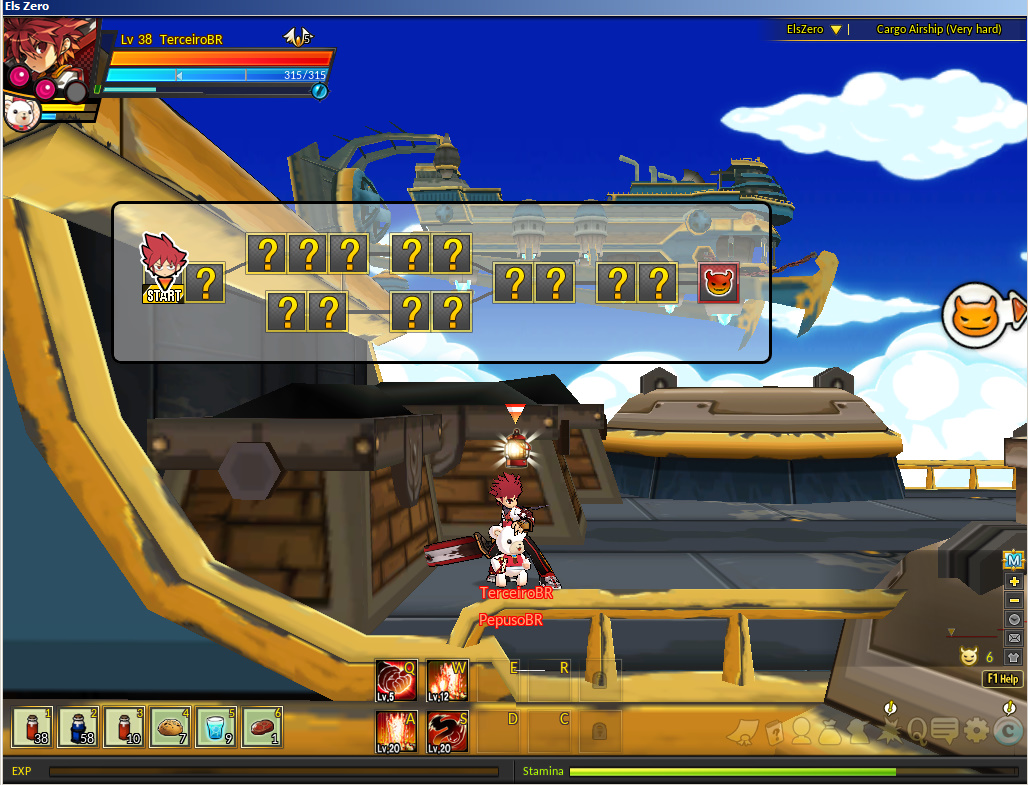 Els Zero
Lv 38 TerceiroBR
5
ElsZero
Cargo Airship (Very hard)
315/315
U
? ? ? ? ? ?
START
? ? ? ? ? ? ? ?
TerceiroBR
PepusoBR
M
6
F1 Help
Q W E R
Lv,5 Lv,12
A S D C
Lv,20 Lv,20
1 2 3 4 5 6
38 58 10 7 9 1
EXP
Stamina